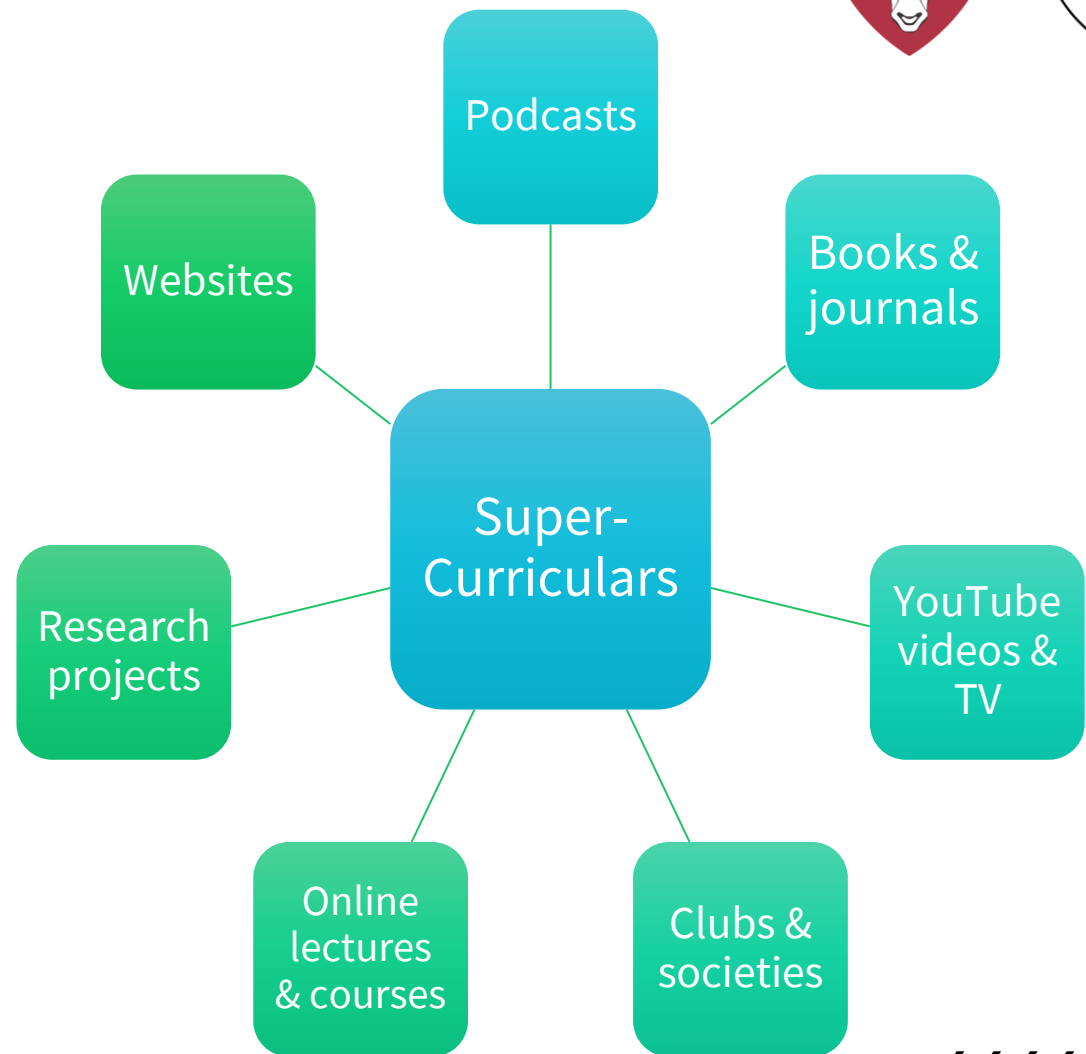 Podcasts
Websites
Books &
journals
Super-
Curriculars
Research
projects
YouTube
videos &
TV
Online
lectures
& courses
Clubs &
societies